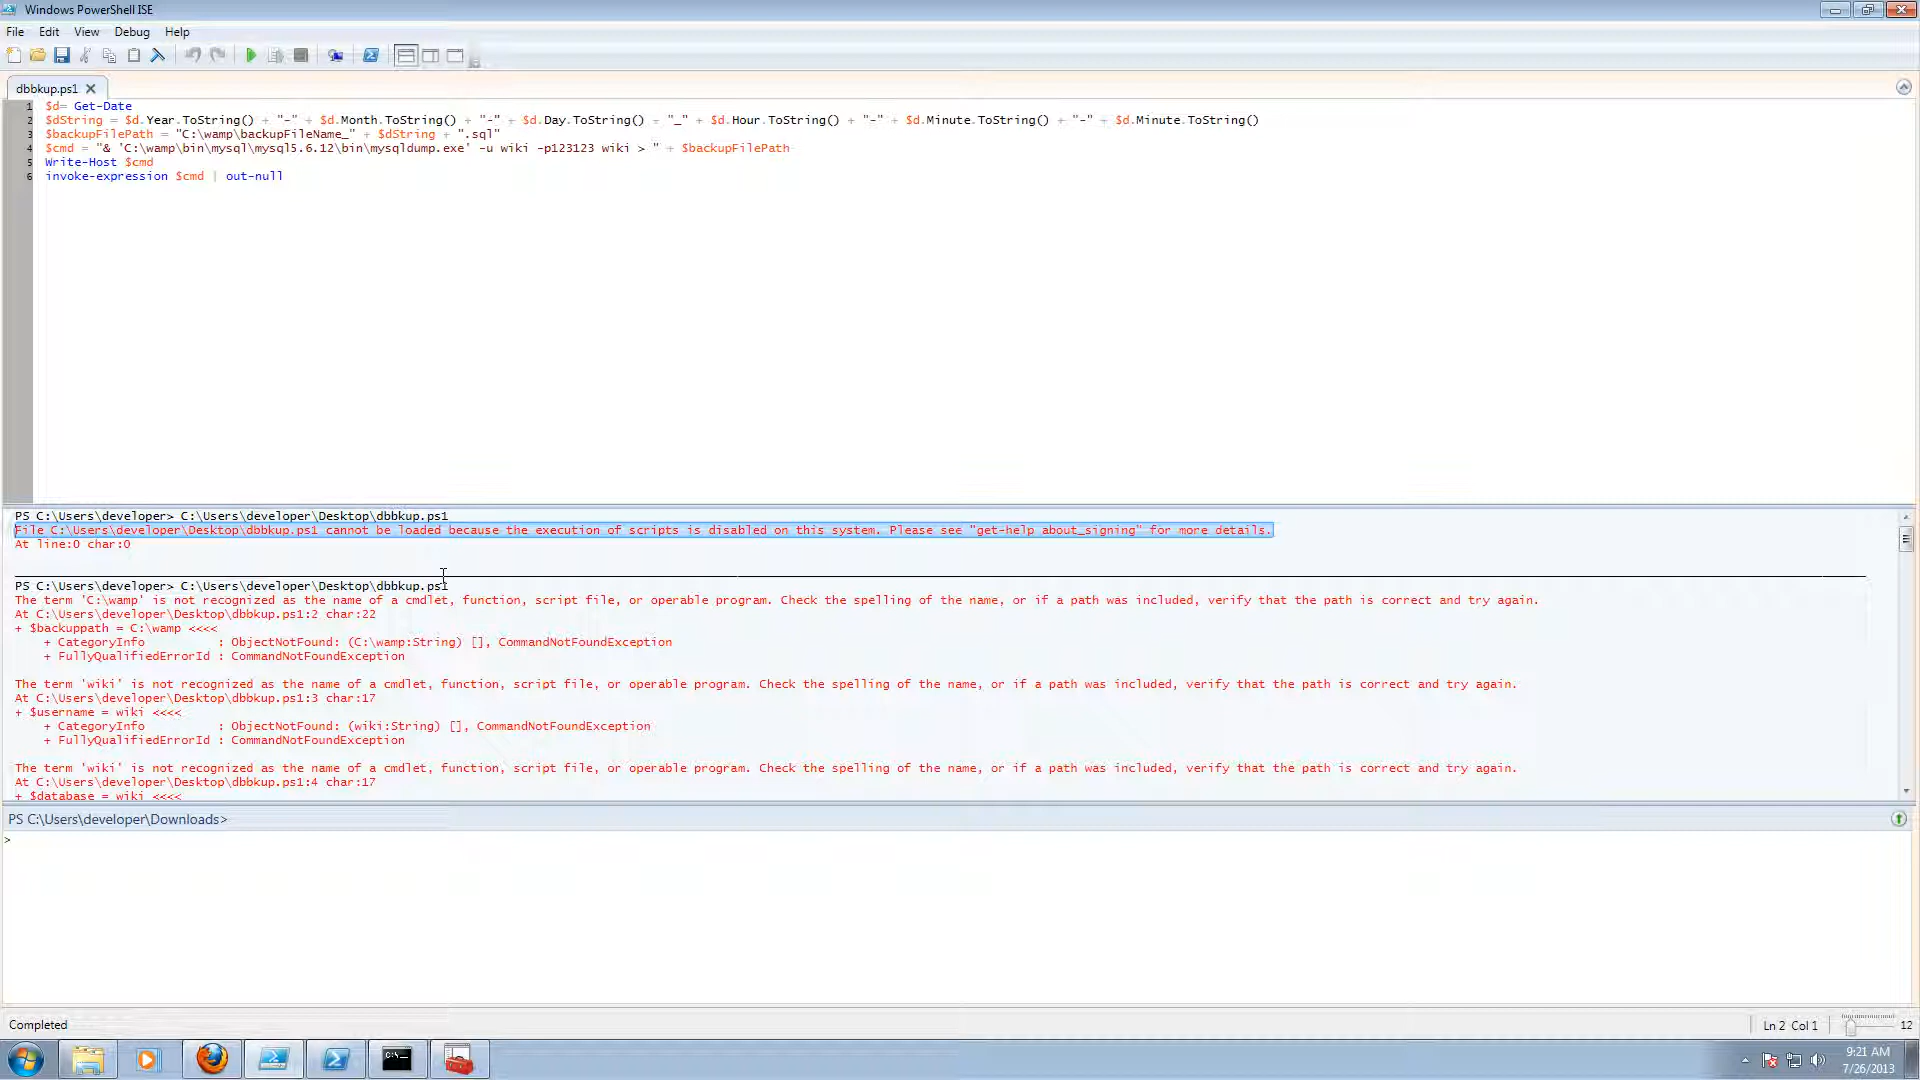 Windows PowerShell ISE
File Edit View Debug Help
dbbkup.ps1
1 $d= Get-Date
2 $dString = $d.Year.ToString() + "-" + $d.Month.ToString() + "-" + $d.Day.ToString() + "_" + $d.Hour.ToString() + "-" + $d.Minute.ToString() + "-" + $d.Minute.ToString()
3 $backupFilePath = "C:\wamp\backupFileName_" + $dString + ".sql"
4 $cmd = "& 'C:\wamp\bin\mysql\mysql5.6.12\bin\mysqldump.exe' -u wiki -p123123 wiki > " + $backupFilePath
5 Write-Host $cmd
6 invoke-expression $cmd | out-null
PS C:\Users\developer> C:\Users\developer\Desktop\dbbkup.ps1
File C:\Users\developer\Desktop\dbbkup.ps1 cannot be loaded because the execution of scripts is disabled on this system. Please see "get-help about_signing" for more details.
At line:0 char:0
PS C:\Users\developer> C:\Users\developer\Desktop\dbbkup.ps1
The term 'C:\wamp' is not recognized as the name of a cmdlet, function, script file, or operable program. Check the spelling of the name, or if a path was included, verify that the path is correct and try again.
At C:\Users\developer\Desktop\dbbkup.ps1:2 char:22
+ $backuppath = C:\wamp <<<<
+ CategoryInfo : ObjectNotFound: (C:\wamp:String) [], CommandNotFoundException
+ FullyQualifiedErrorId : CommandNotFoundException
The term 'wiki' is not recognized as the name of a cmdlet, function, script file, or operable program. Check the spelling of the name, or if a path was included, verify that the path is correct and try again.
At C:\Users\developer\Desktop\dbbkup.ps1:3 char:17
+ $username = wiki <<<<
+ CategoryInfo : ObjectNotFound: (wiki:String) [], CommandNotFoundException
+ FullyQualifiedErrorId : CommandNotFoundException
The term 'wiki' is not recognized as the name of a cmdlet, function, script file, or operable program. Check the spelling of the name, or if a path was included, verify that the path is correct and try again.
At C:\Users\developer\Desktop\dbbkup.ps1:4 char:17
+ $database = wiki <<<<
PS C:\Users\developer\Downloads>
>
Completed
Ln 2 Col 1
12
9:21 AM
7/26/2013